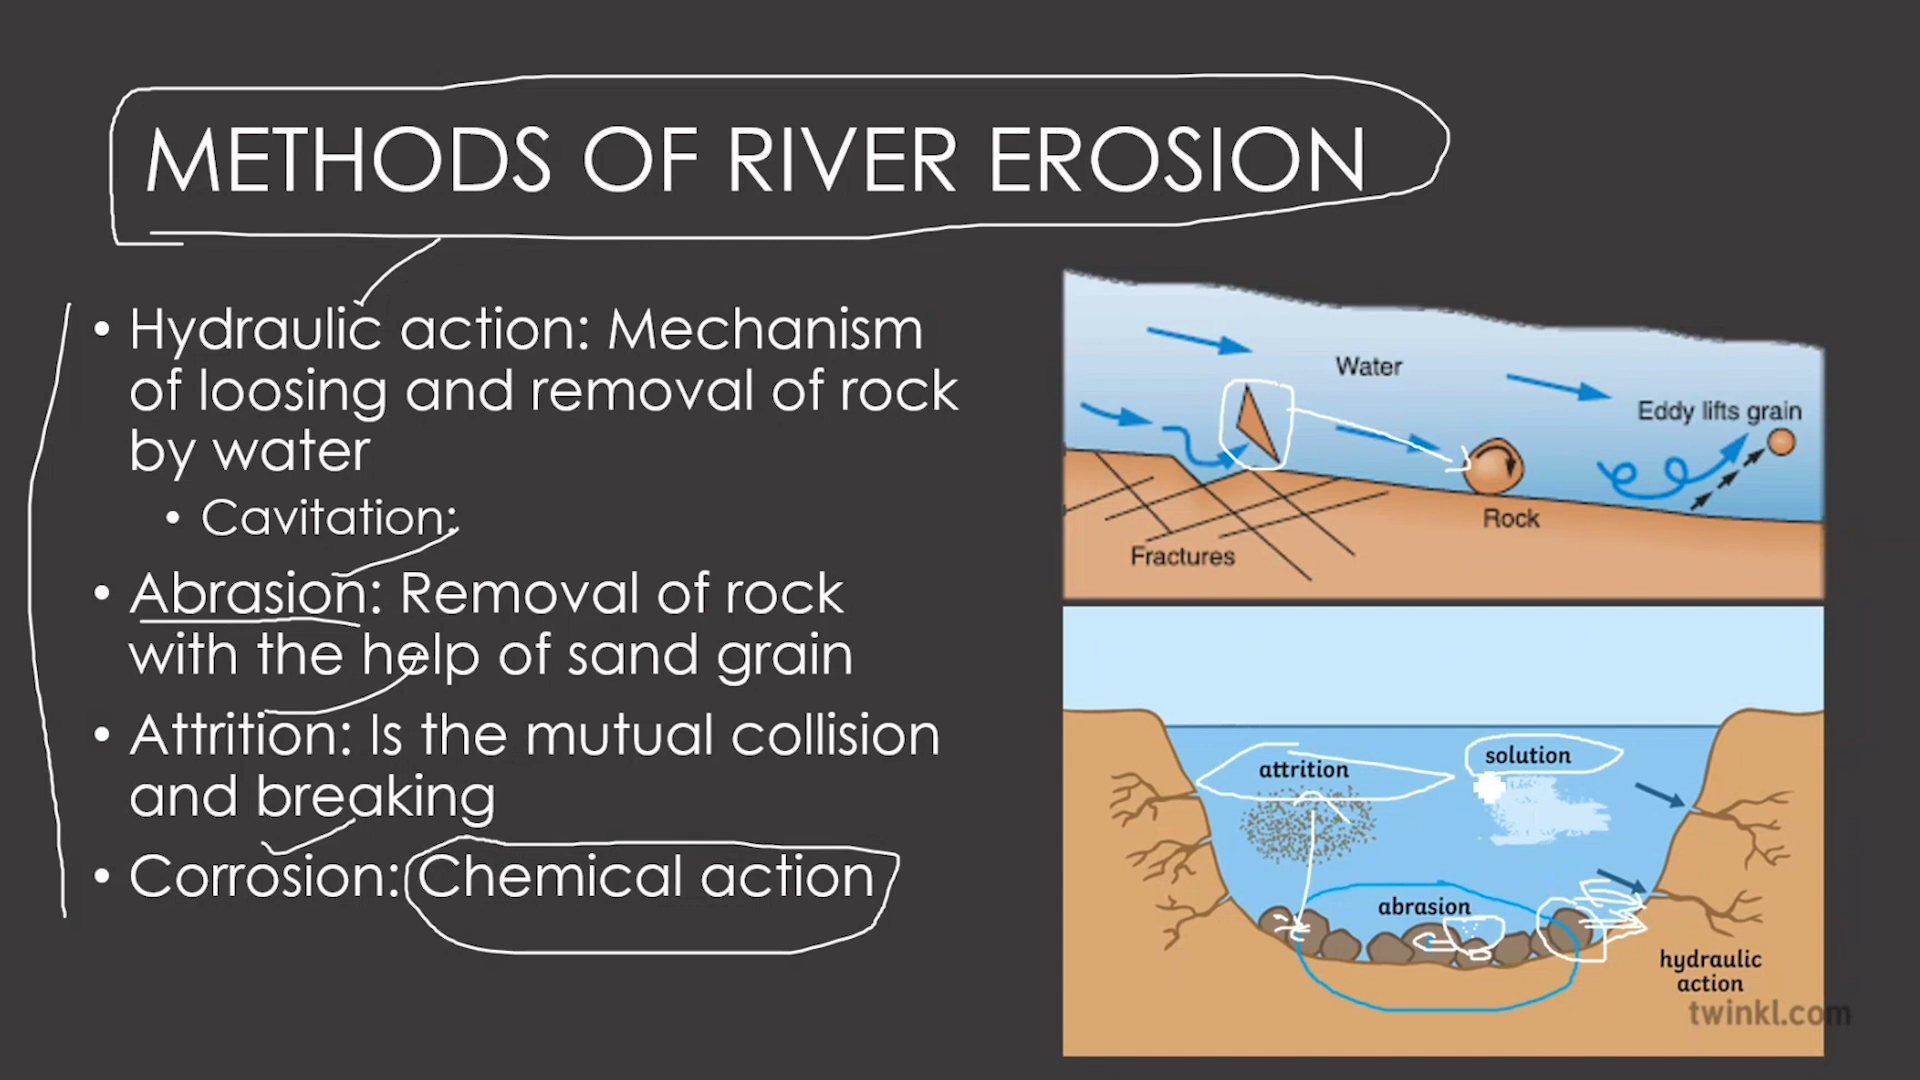 METHODS OF RIVER EROSION
• Hydraulic action: Mechanism
of loosing and removal of rock
by water
• Cavitation:
• Abrasion: Removal of rock
with the help of sand grain
• Attrition: Is the mutual collision
and breaking
• Corrosion: Chemical action
Water
Eddy lifts grain
Rock
Fractures
attrition
solution
abrasion
hydraulic
action
twinkl.com